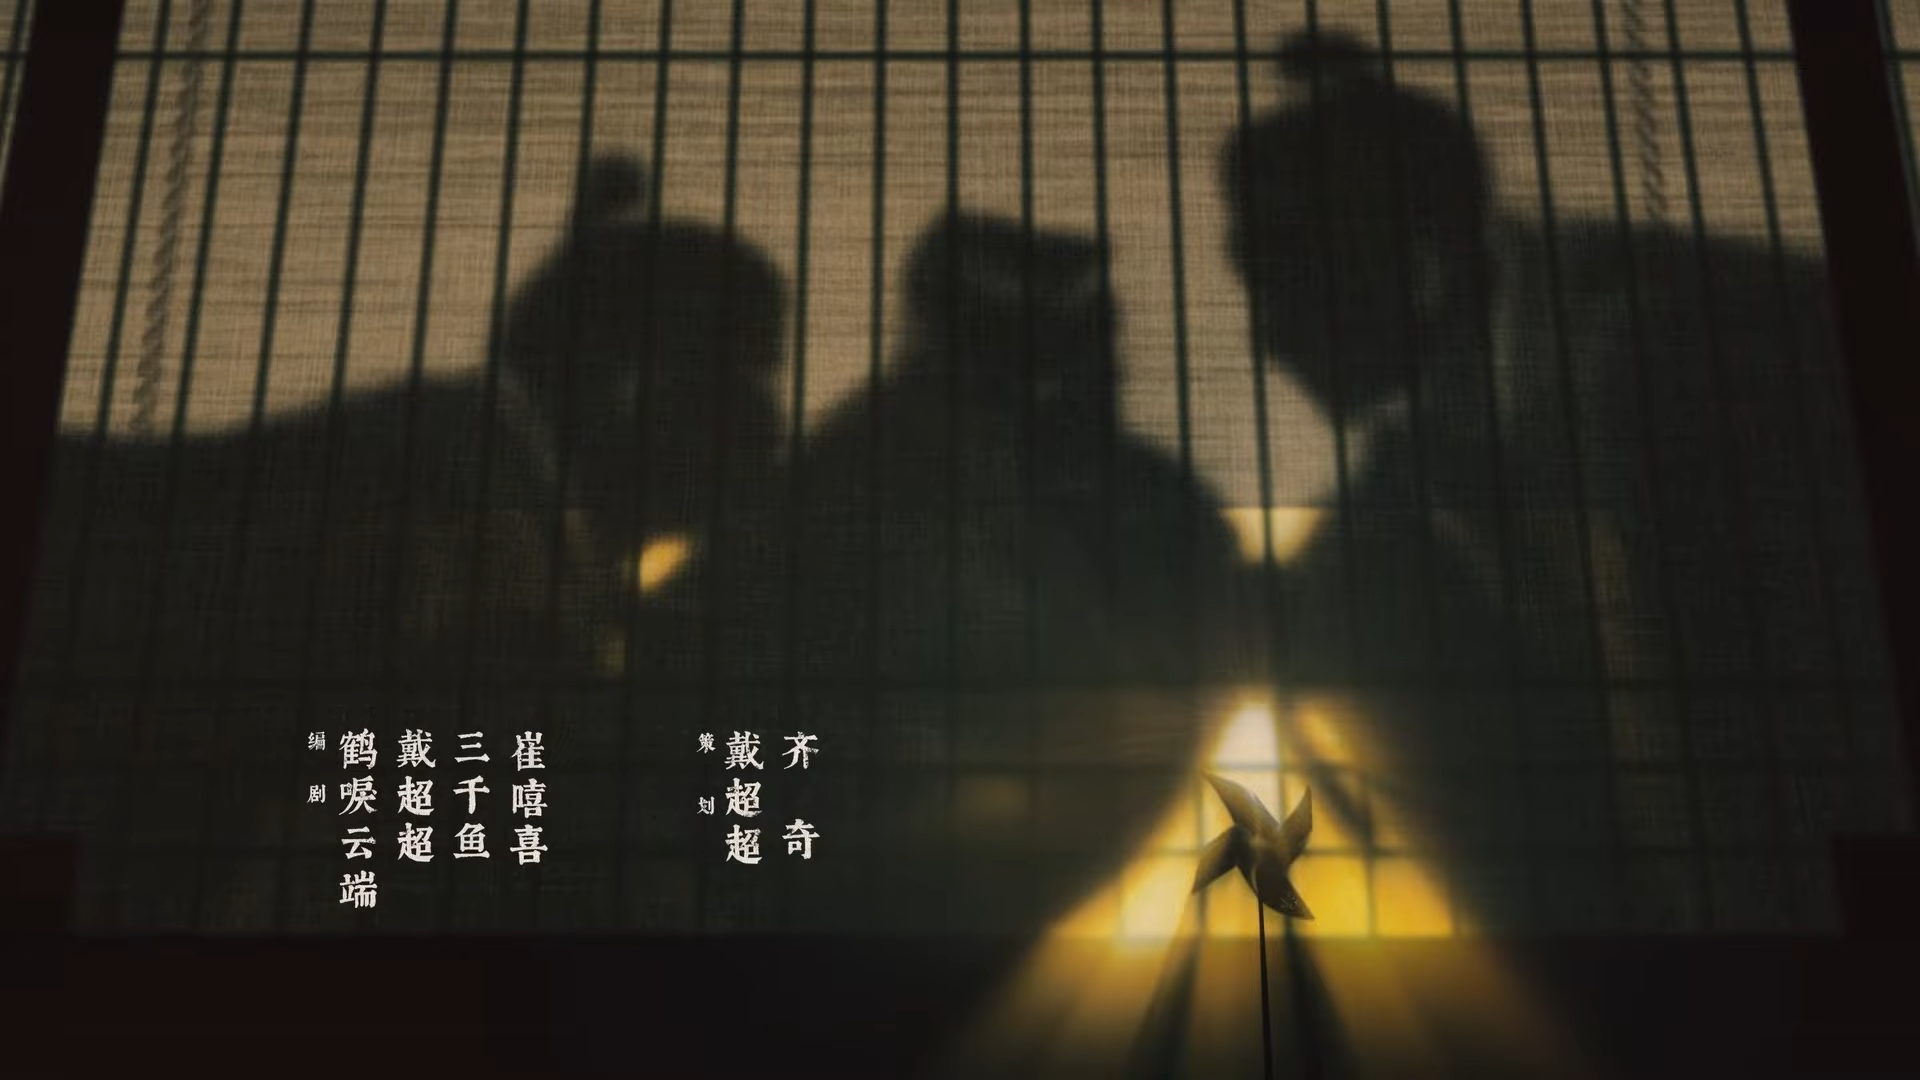 编剧
鹤唳云端
戴超超
三千鱼
崔嘻喜
策划
戴超超
齐奇